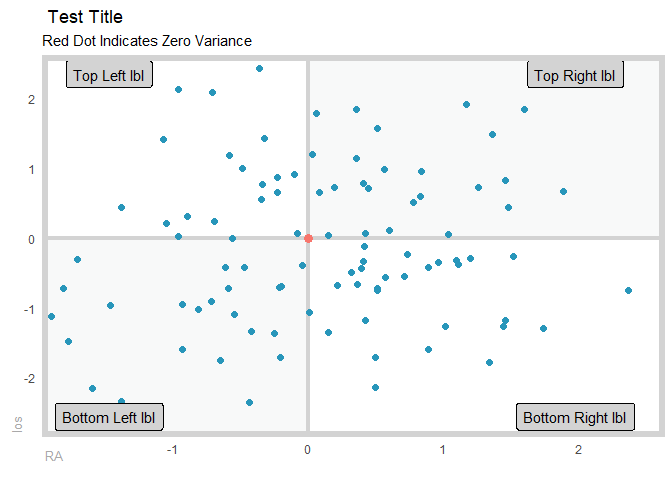 Test Title
Red Dot Indicates Zero Variance
Top Left lbl
Top Right lbl
2
1
0
-1
-2
Bottom Left lbl
Bottom Right lbl
los
RA
-1
0
1
2